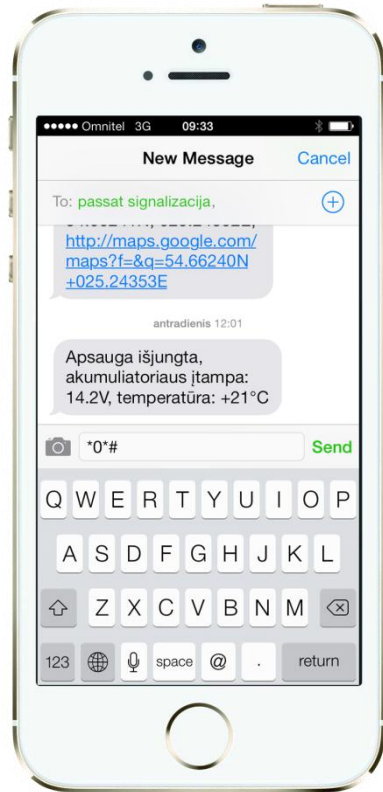 Omnitel 3G 09:33
New Message Cancel
To: passat signalizacija,
http://maps.google.com/
maps?f=&q=54.66240N
+025.24353E
antradienis 12:01
Apsauga išjungta,
akumuliatoriaus įtampa:
14.2V, temperatūra: +21°C
*0*# Send
Q W E R T Y U I O P
A S D F G H J K L
Z X C V B N M
123 space @ . return